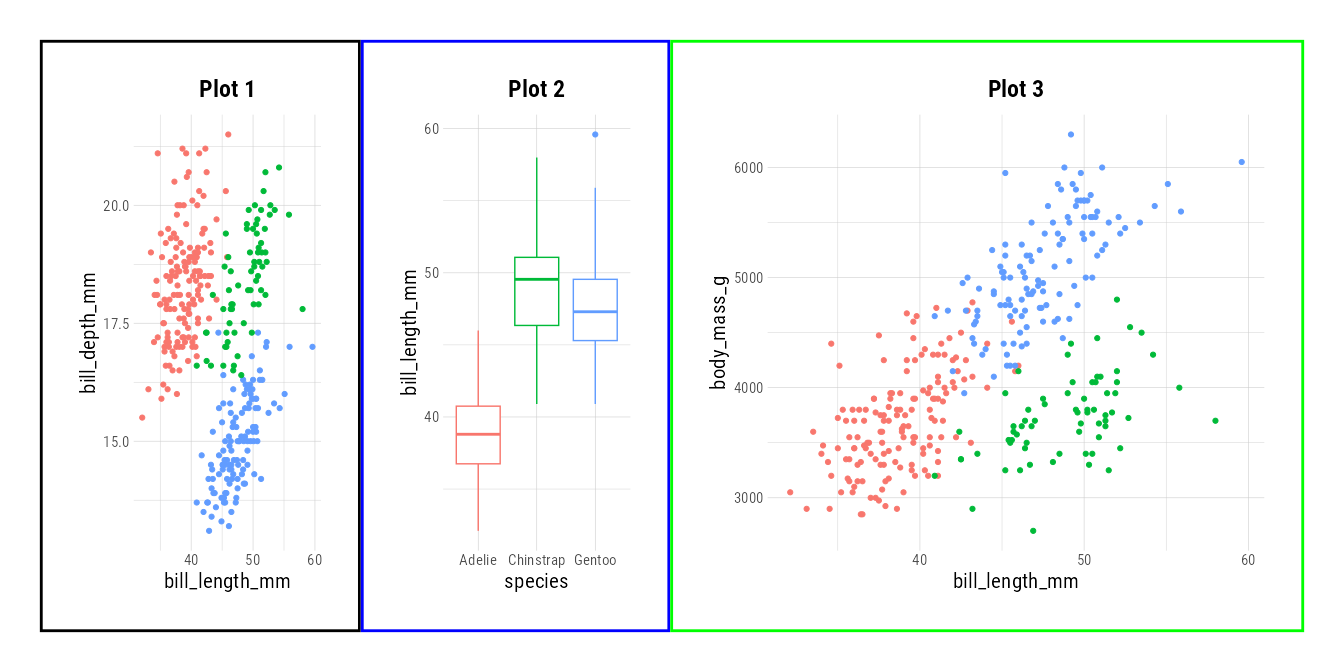 Plot 1
bill_depth_mm
20.0
17.5
15.0
40 50 60
bill_length_mm
Plot 2
bill_length_mm
60
50
40
Adelie Chinstrap Gentoo
species
Plot 3
body_mass_g
6000
5000
4000
3000
40 50 60
bill_length_mm